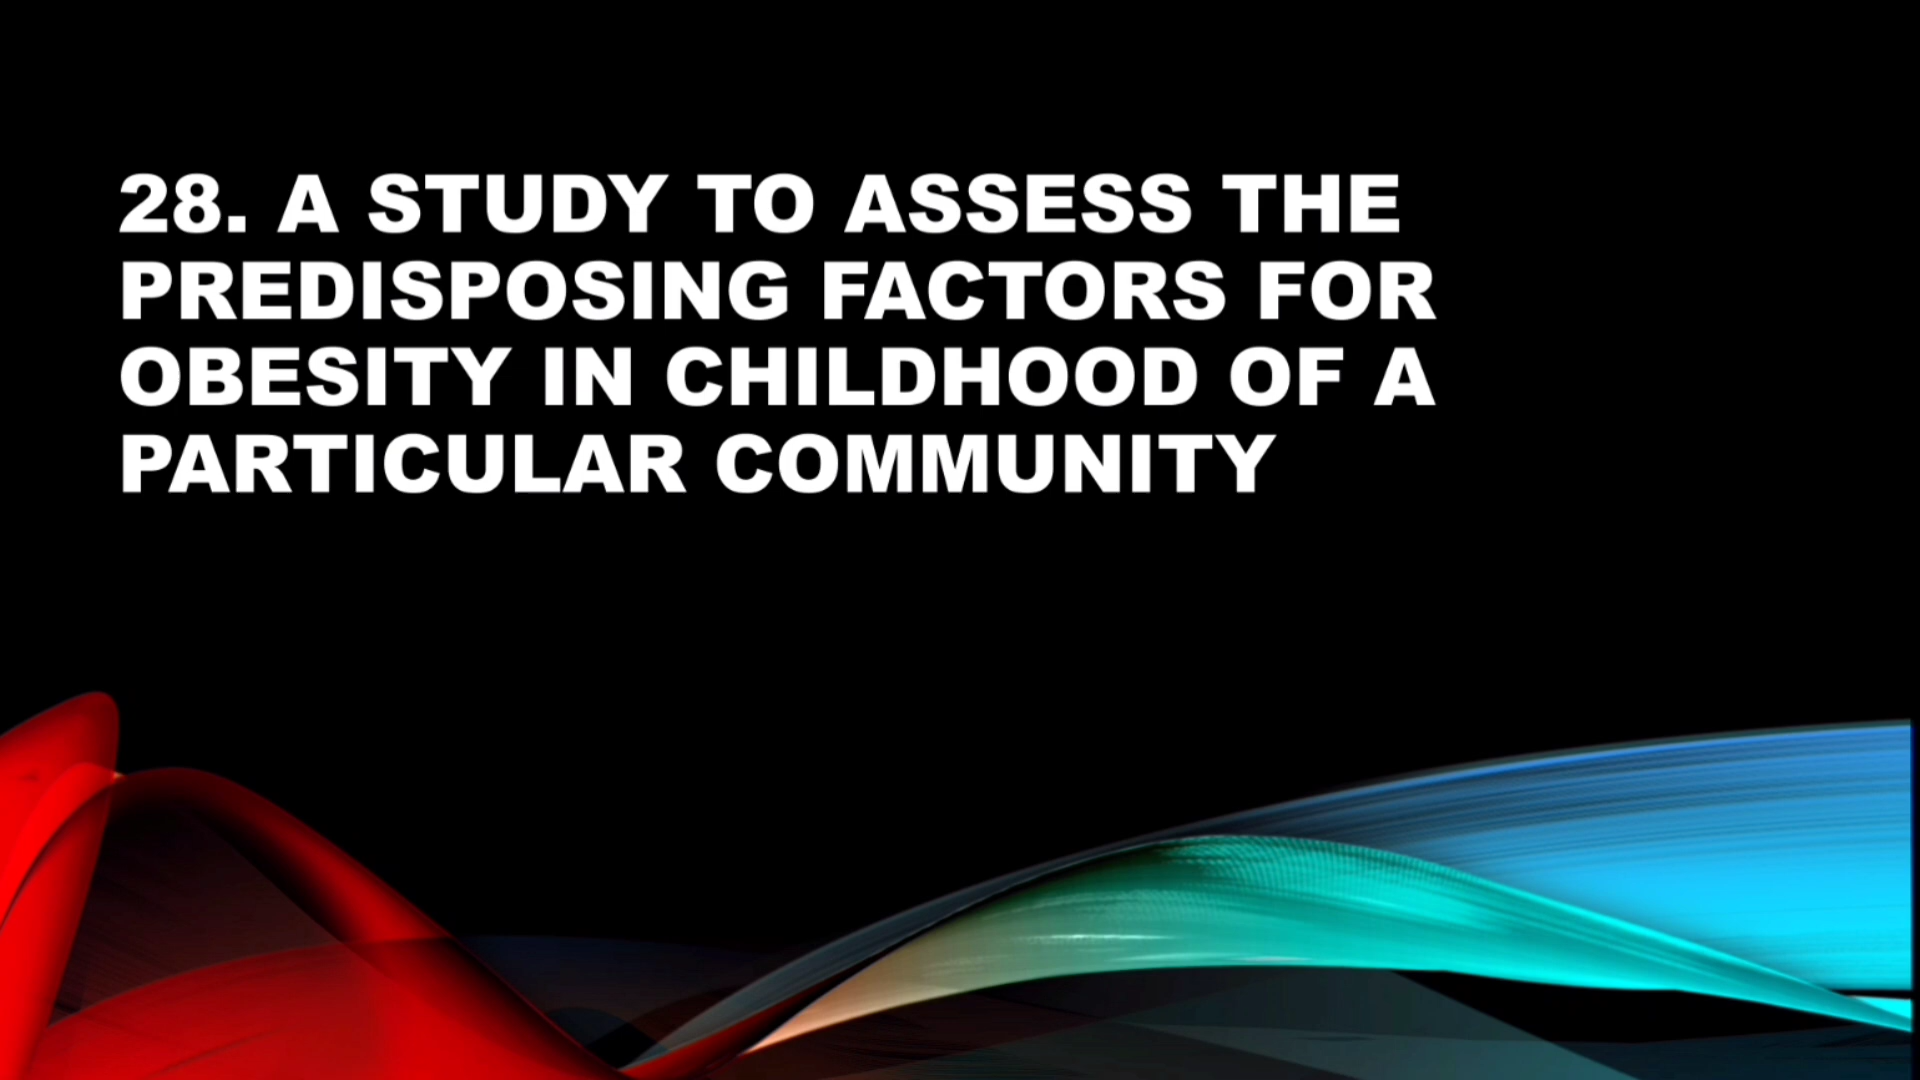 28. A STUDY TO ASSESS THE
PREDISPOSING FACTORS FOR
OBESITY IN CHILDHOOD OF A
PARTICULAR COMMUNITY